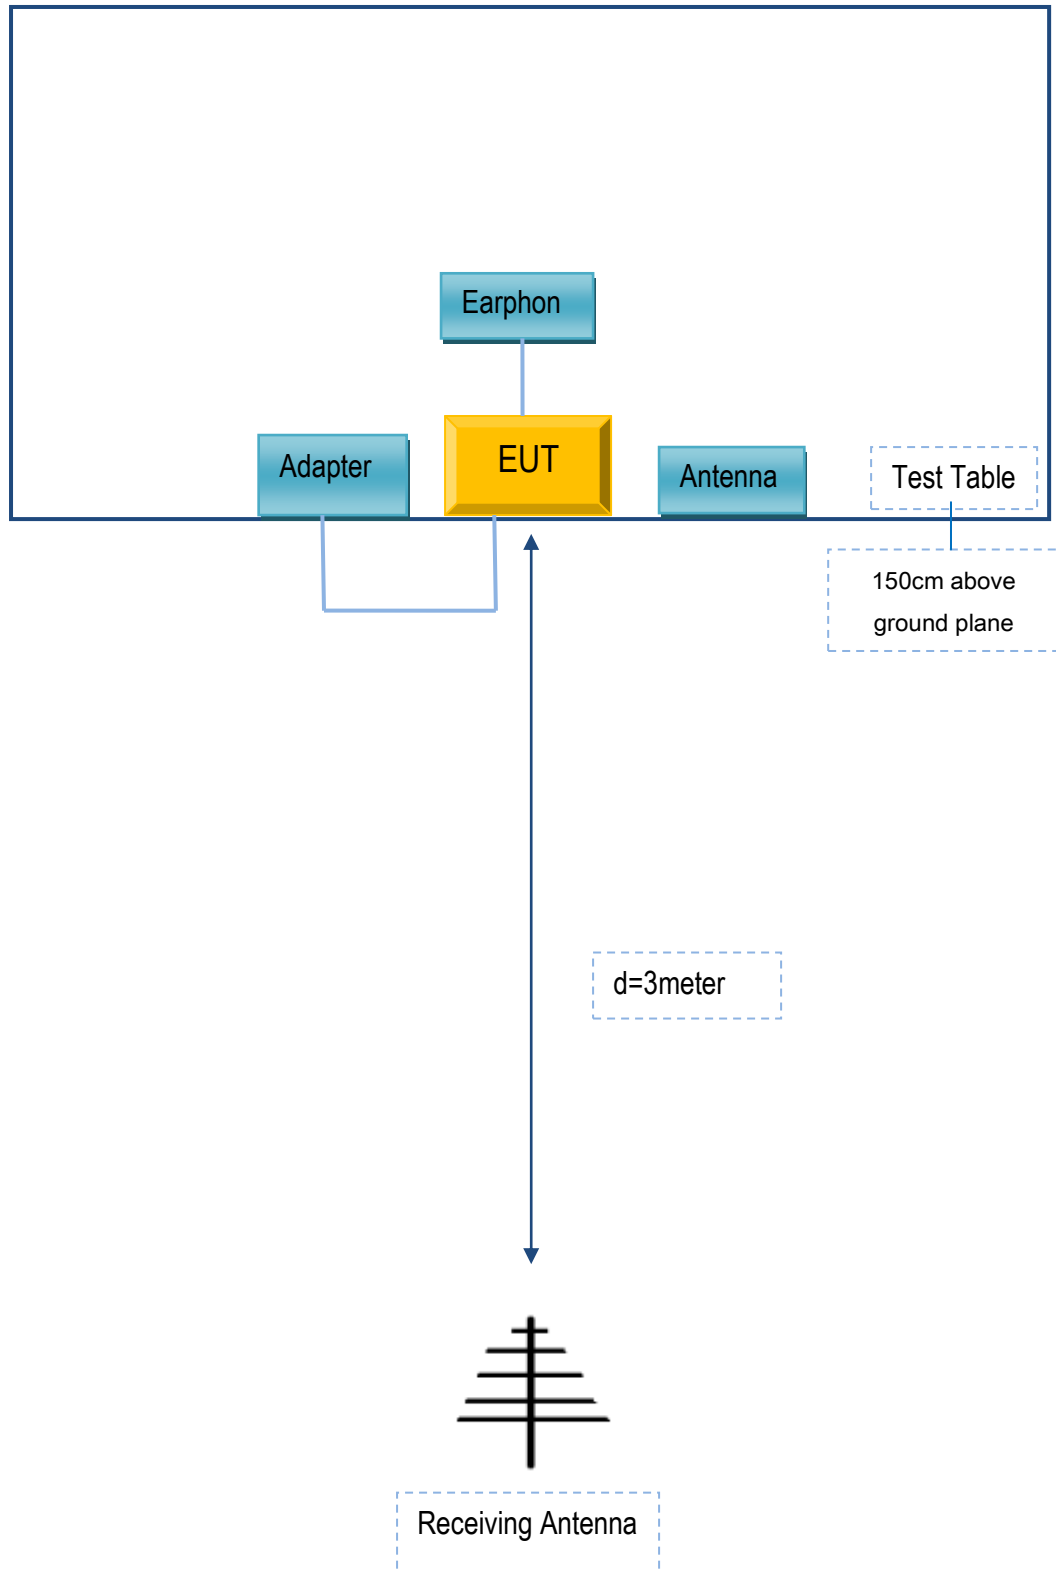 Earphon
Adapter
EUT
Antenna
Test Table
150cm above
ground plane
d=3meter
Receiving Antenna